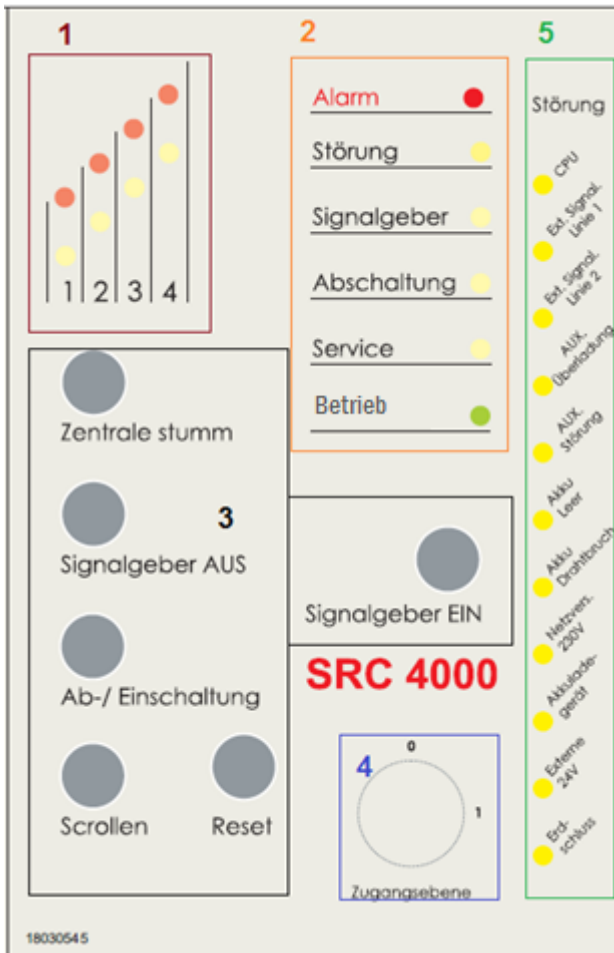 1
1 2 3 4
2
Alarm
Störung
Signalgeber
Abschaltung
Service
Betrieb
3
Zentrale stumm
Signalgeber AUS
Ab-/ Einschaltung
Scrollen
Reset
Signalgeber EIN
SRC 4000
4
0
1
Zugangsebene
5
Störung
CPU
Ext. Signal.
Linie 1
Ext. Signal.
Linie 2
AUX.
Überladung
AUX.
Störung
Akku
Leer
Akku
Drahtbruch
Netzvers.
230V
Akkulade-
gerät
Externe
24V
Erd-
schluss
18030545